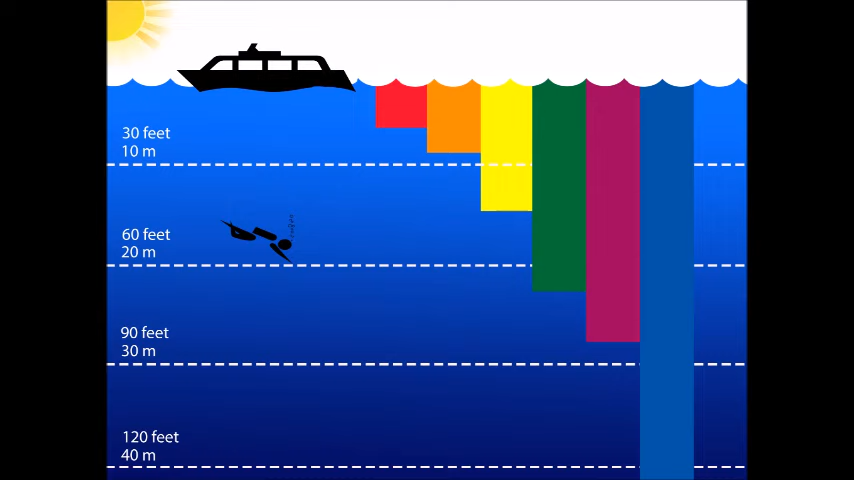 30 feet
10 m
60 feet
20 m
90 feet
30 m
120 feet
40 m